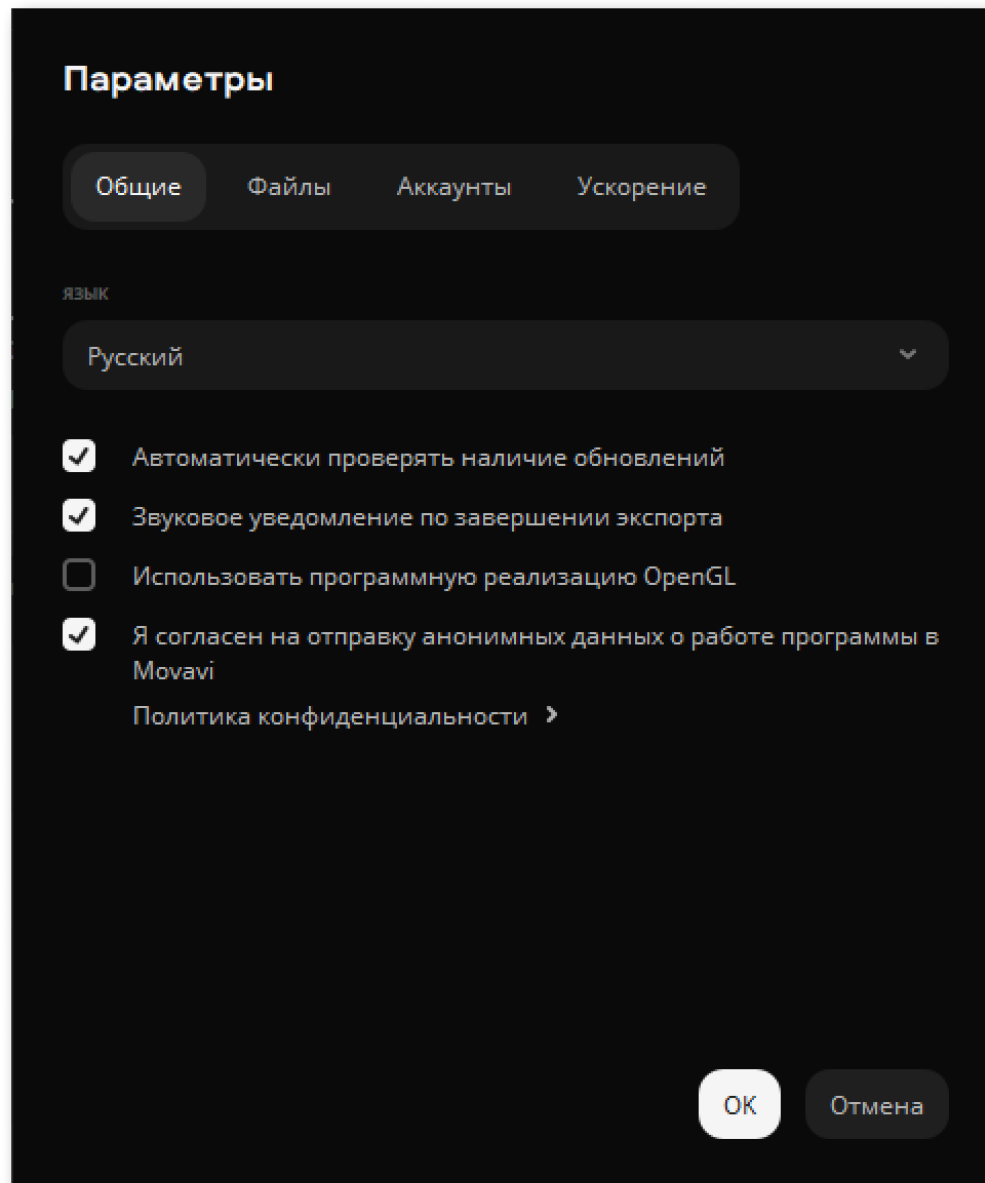 Параметры
Общие Файлы Аккаунты Ускорение
ЯЗЫК
Русский
Автоматически проверять наличие обновлений
Звуковое уведомление по завершении экспорта
Использовать программную реализацию OpenGL
Я согласен на отправку анонимных данных о работе программы в
Movavi
Политика конфиденциальности
ОК Отмена